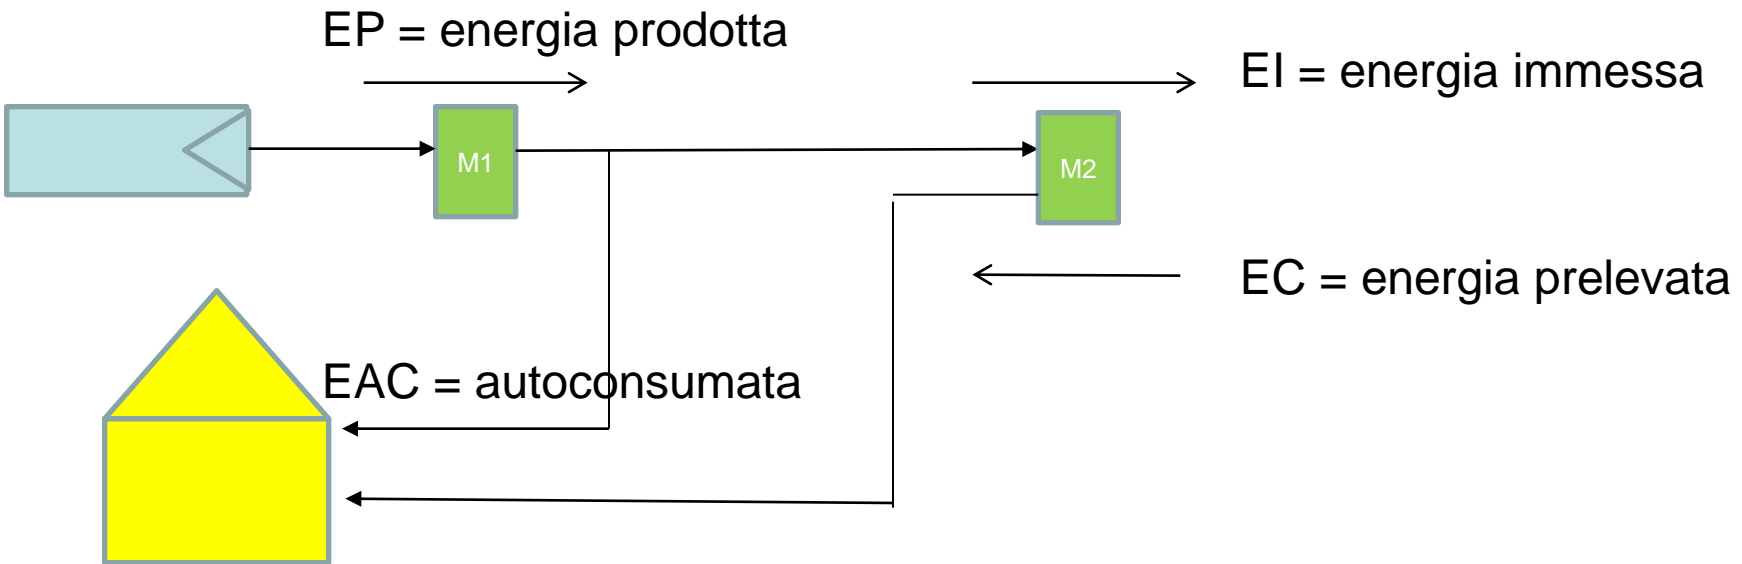 EP = energia prodotta
EI = energia immessa
M1
M2
EC = energia prelevata
EAC = autoconsumata